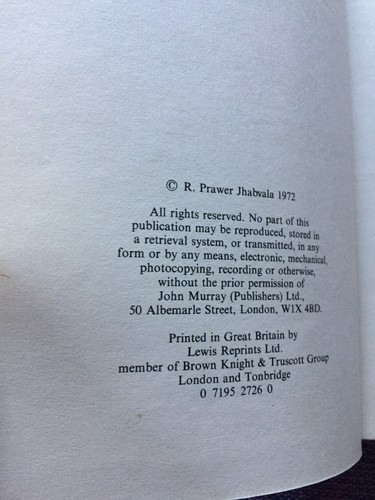 © R. Prawer Jhabvala 1972
All rights reserved. No part of this
publication may be reproduced, stored in
a retrieval system, or transmitted, in any
form or by any means, electronic, mechanical,
photocopying, recording or otherwise,
without the prior permission of
John Murray (Publishers) Ltd.,
50 Albemarle Street, London, W1X 4BD.
Printed in Great Britain by
Lewis Reprints Ltd.
member of Brown Knight & Truscott Group
London and Tonbridge
0 7195 2726 0